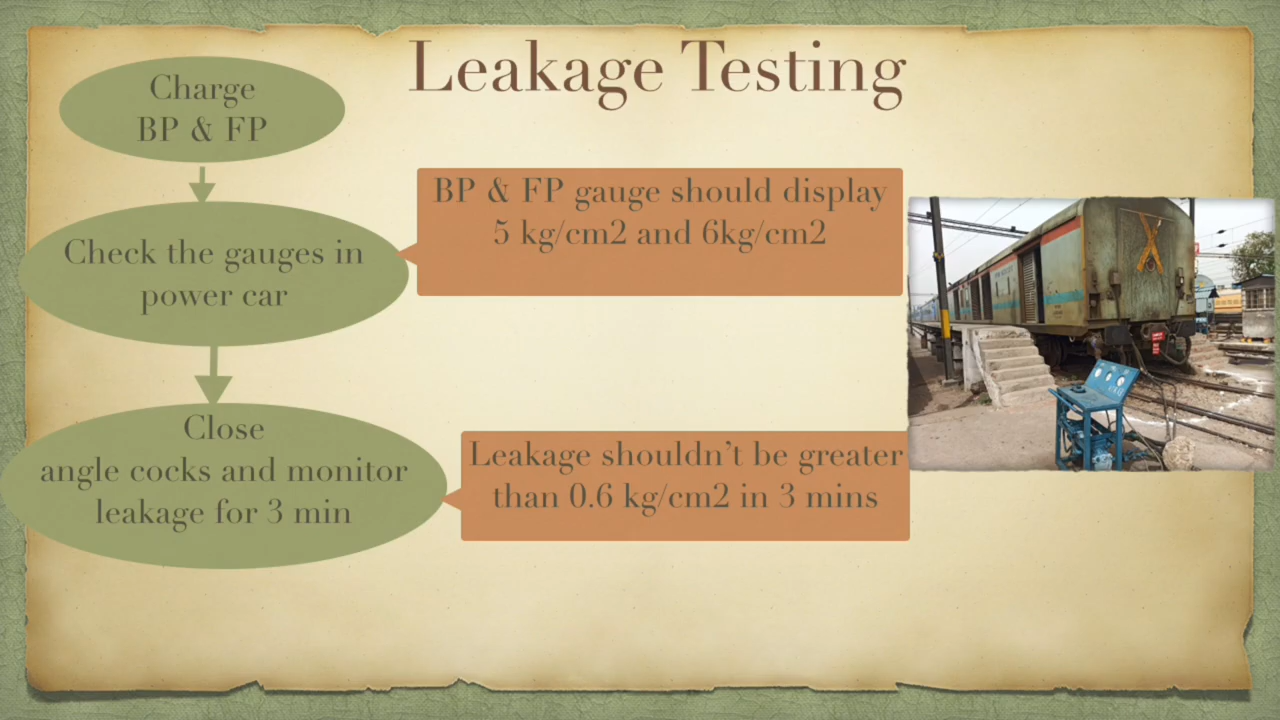 Leakage Testing
Charge
BP & FP
Check the gauges in
power car
BP & FP gauge should display
5 kg/cm2 and 6kg/cm2
Close
angle cocks and monitor
leakage for 3 min
Leakage shouldn't be greater
than 0.6 kg/cm2 in 3 mins